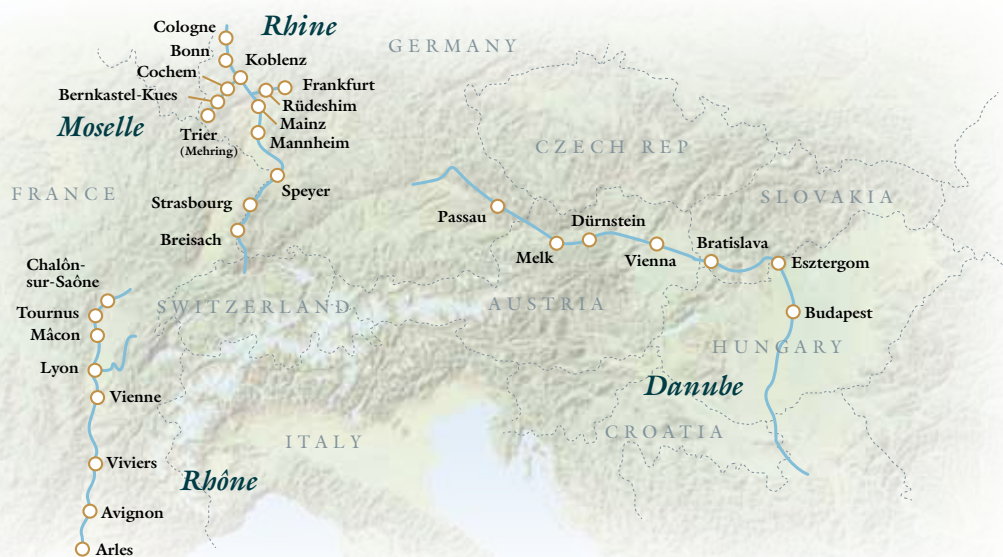 Cologne
Rhine
GERMANY
Bonn
Koblenz
Cochem
Frankfurt
Bernkastel-Kues
Rüdeshim
Moselle
Mainz
Trier
(Mehring)
Mannheim
CZECH REP
FRANCE
Speyer
SLOVAKIA
Strasbourg
Passau
Dürnstein
Breisach
Melk
Vienna
Bratislava
Esztergom
Chalôn-
sur-Saône
SWITZERLAND
AUSTRIA
Tournus
Budapest
Mâcon
HUNGARY
Lyon
Danube
Vienne
CROATIA
ITALY
Viviers
Rhône
Avignon
Arles